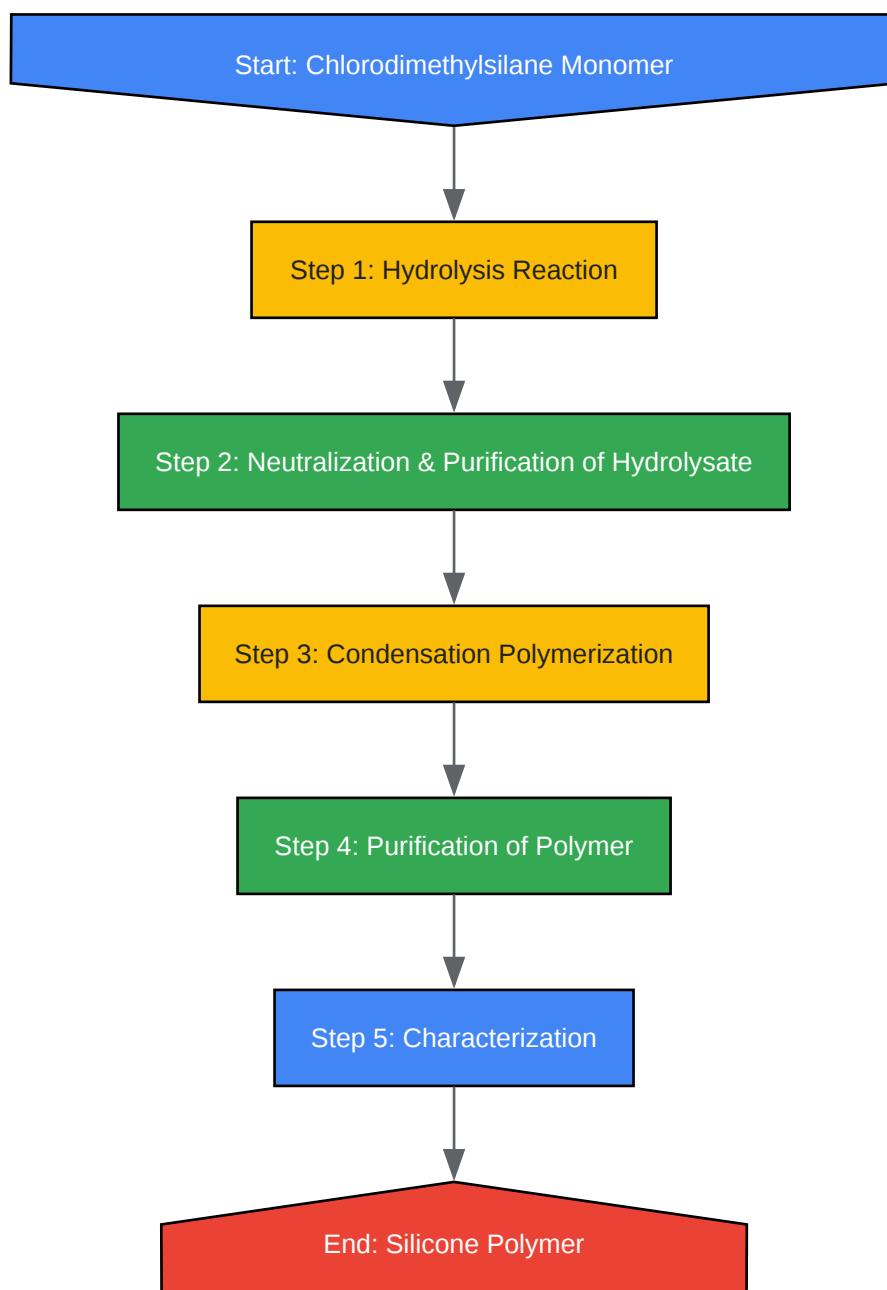 Start: Chlorodimethylsilane Monomer
Step 1: Hydrolysis Reaction
Step 2: Neutralization & Purification of Hydrolysate
Step 3: Condensation Polymerization
Step 4: Purification of Polymer
Step 5: Characterization
End: Silicone Polymer